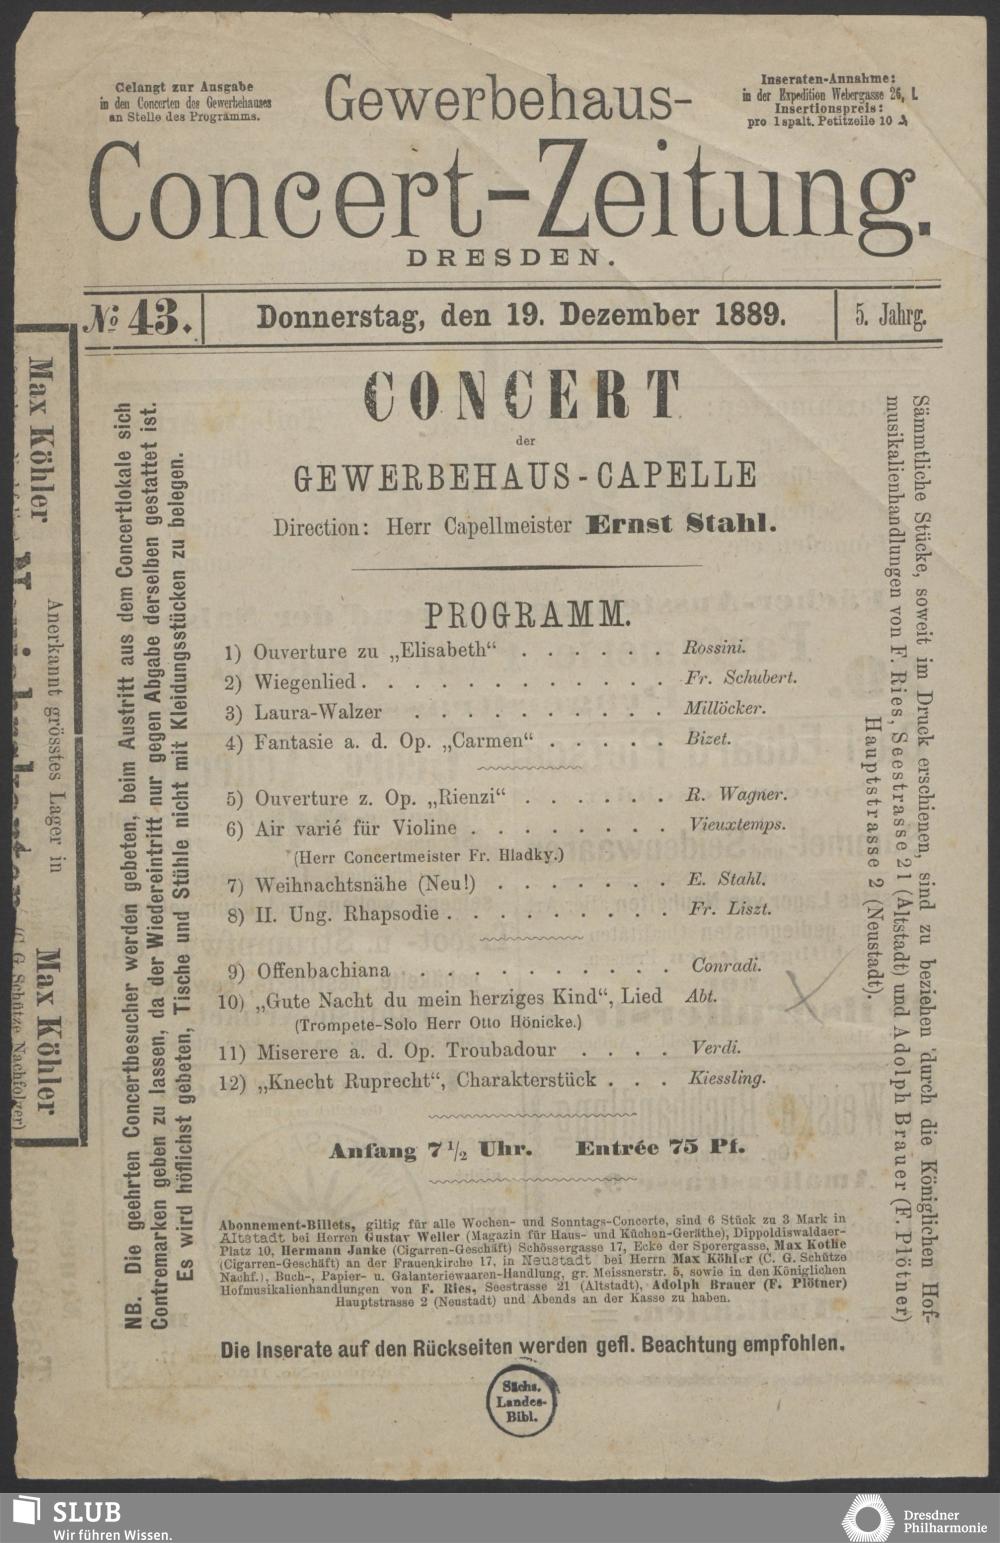 Gelangt zur Ausgabe
in den Concerten des Gewerbehauses
an Stelle des Programms.
Gewerbehaus-
Inseraten-Annahme:
in der Expedition Webergasse 26, I.
Insertionspreis:
pro 1spalt. Petitzeile 10 ₰
Concert-Zeitung.
DRESDEN.
No 43.
Donnerstag, den 19. Dezember 1889.
5. Jahrg.
CONCERT
der
GEWERBEHAUS-CAPELLE
Direction: Herr Capellmeister Ernst Stahl.
PROGRAMM.
1) Ouverture zu „Elisabeth“ . . . . . . Rossini.
2) Wiegenlied . . . . . . . . . . . . Fr. Schubert.
3) Laura-Walzer . . . . . . . . . . Millöcker.
4) Fantasie a. d. Op. „Carmen“ . . . . . Bizet.
5) Ouverture z. Op. „Rienzi“ . . . . . . R. Wagner.
6) Air varié für Violine . . . . . . . . Vieuxtemps.
(Herr Concertmeister Fr. Hladky.)
7) Weihnachtsnähe (Neu!) . . . . . . . E. Stahl.
8) II. Ung. Rhapsodie . . . . . . . . . Fr. Liszt.
9) Offenbachiana . . . . . . . . . . Conradi.
10) „Gute Nacht du mein herziges Kind“, Lied Abt.
(Trompete-Solo Herr Otto Hönicke.)
11) Miserere a. d. Op. Troubadour . . . . Verdi.
12) „Knecht Ruprecht“, Charakterstück . . . Kiessling.
Anfang 7 1/2 Uhr. Entrée 75 Pf.
Abonnement-Billets, giltig für alle Wochen- und Sonntags-Concerte, sind 6 Stück zu 3 Mark in
Altstadt bei Herren Gustav Weller (Magazin für Haus- und Küchen-Geräthe), Dippoldiswaldaer-
Platz 10, Hermann Janke (Cigarren-Geschäft) Schössergasse 17, Ecke der Sporergasse, Max Kothe
(Cigarren-Geschäft) an der Frauenkirche 17, in Neustadt bei Herrn Max Köhler (C. G. Schütze
Nachf.), Buch-, Papier- u. Galanteriewaaren-Handlung, gr. Meissnerstr. 5, sowie in den Königlichen
Hofmusikalienhandlungen von F. Ries, Seestrasse 21 (Altstadt), Adolph Brauer (F. Plötner)
Hauptstrasse 2 (Neustadt) und Abends an der Kasse zu haben.
Die Inserate auf den Rückseiten werden gefl. Beachtung empfohlen.
NB. Die geehrten Concertbesucher werden gebeten, beim Austritt aus dem Concertlokale sich
Contremarken geben zu lassen, da der Wiedereintritt nur gegen Abgabe derselben gestattet ist.
Es wird höflichst gebeten, Tische und Stühle nicht mit Kleidungsstücken zu belegen.
Sämmtliche Stücke, soweit im Druck erschienen, sind zu beziehen durch die Königlichen Hof-
musikalienhandlungen von F. Ries, Seestrasse 21 (Altstadt) und Adolph Brauer (F. Plötner)
Hauptstrasse 2 (Neustadt).
Max Köhler
Anerkannt grösstes Lager in
Max Köhler
(C. G. Schütze Nachfolger)
Sächs.
Landes-
Bibl.
SLUB
Wir führen Wissen.
Dresdner
Philharmonie